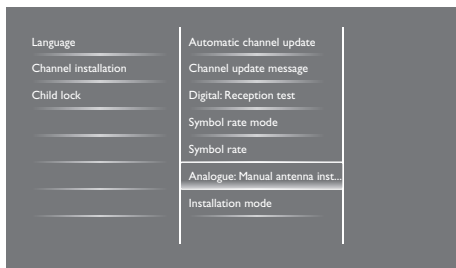 Language
Channel installation
Child lock
Automatic channel update
Channel update message
Digital: Reception test
Symbol rate mode
Symbol rate
Analogue: Manual antenna inst...
Installation mode